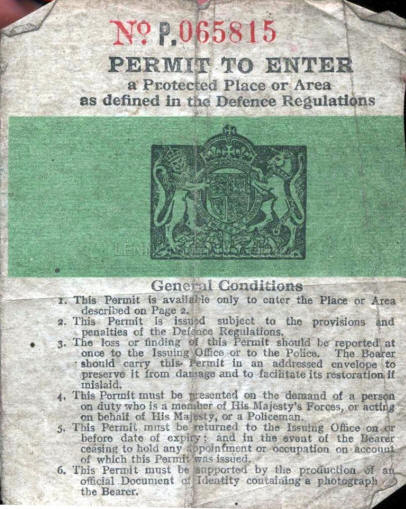 Nº P.065815
PERMIT TO ENTER
a Protected Place or Area
as defined in the Defence Regulations
General Conditions
1. This Permit is available only to enter the Place or Area
described on Page 2.
2. This Permit is issued subject to the provisions and
penalties of the Defence Regulations.
3. The loss or finding of this Permit should be reported at
once to the Issuing Office or to the Police. The Bearer
should carry this Permit in an addressed envelope to
preserve it from damage and to facilitate its restoration if
mislaid.
4. This Permit must be presented on the demand of a person
on duty who is a member of His Majesty's Forces, or acting
on behalf of His Majesty, or a Policeman.
5. This Permit must be returned to the Issuing Office on or
before date of expiry; and in the event of the Bearer
ceasing to hold any appointment or occupation on account
of which this Permit was issued.
6. This Permit must be supported by the production of an
official Document of Identity containing a photograph of
the Bearer.